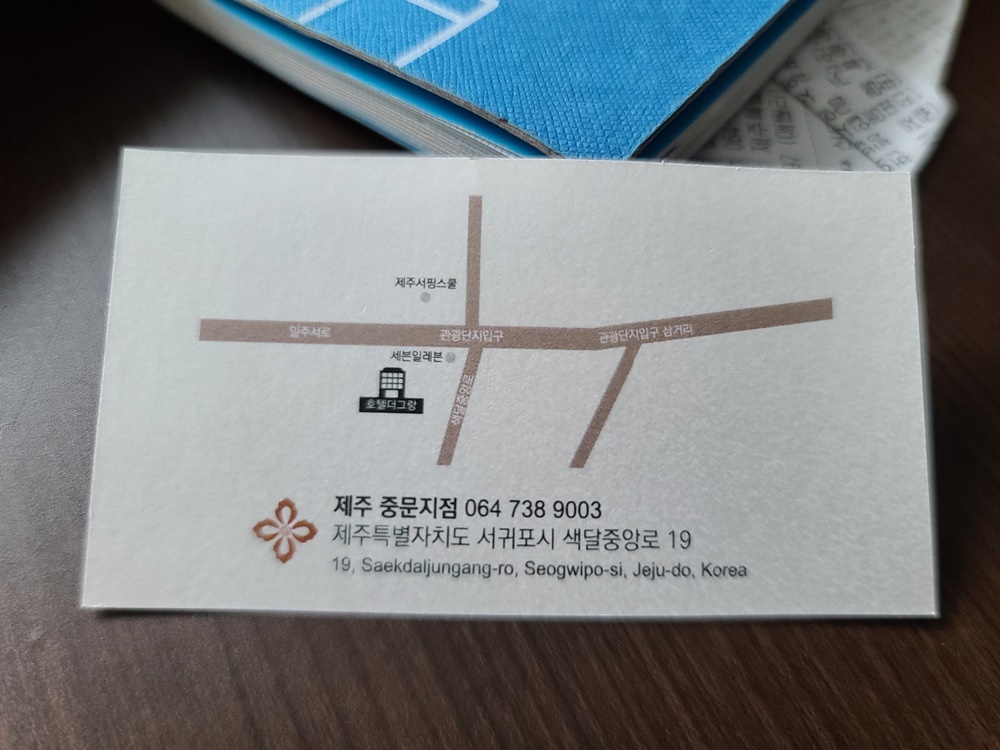 제주서핑스쿨
일주서로
관광단지입구
관광단지입구 삼거리
세븐일레븐
호텔더그랑
색달중앙로
제주 중문지점 064 738 9003
제주특별자치도 서귀포시 색달중앙로 19
19, Saekdaljungang-ro, Seogwipo-si, Jeju-do, Korea